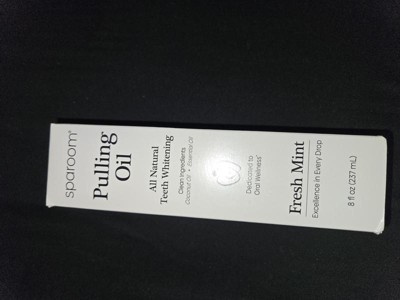 sparoom®
Pulling
Oil
All Natural
Teeth Whitening
Clean Ingredients
Coconut Oil • Essential Oil
Dedicated to
Oral Wellness
Fresh Mint
Excellence in Every Drop
8 fl oz (237 mL)